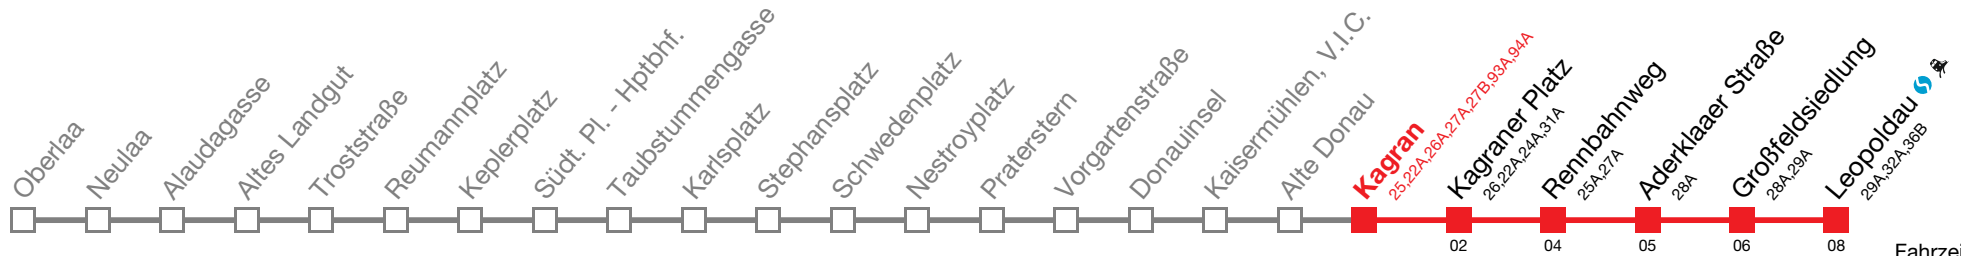 Oberlaa
Neulaa
Alaudagasse
Altes Landgut
Troststraße
Reumannplatz
Keplerplatz
Südt. Pl. - Hptbhf.
Taubstummengasse
Karlsplatz
Stephansplatz
Schwedenplatz
Nestroyplatz
Praterstern
Vorgartenstraße
Donauinsel
Kaisermühlen, V.I.C.
Alte Donau
Kagran
25,22A,26A,27A,27B,93A,94A
Kagraner Platz
26,22A,24A,31A
Rennbahnweg
25A,27A
Aderklaaer Straße
28A
Großfeldsiedlung
28A,29A
Leopoldau
29A,32A,36B
02
04
05
06
08
Fahrzei